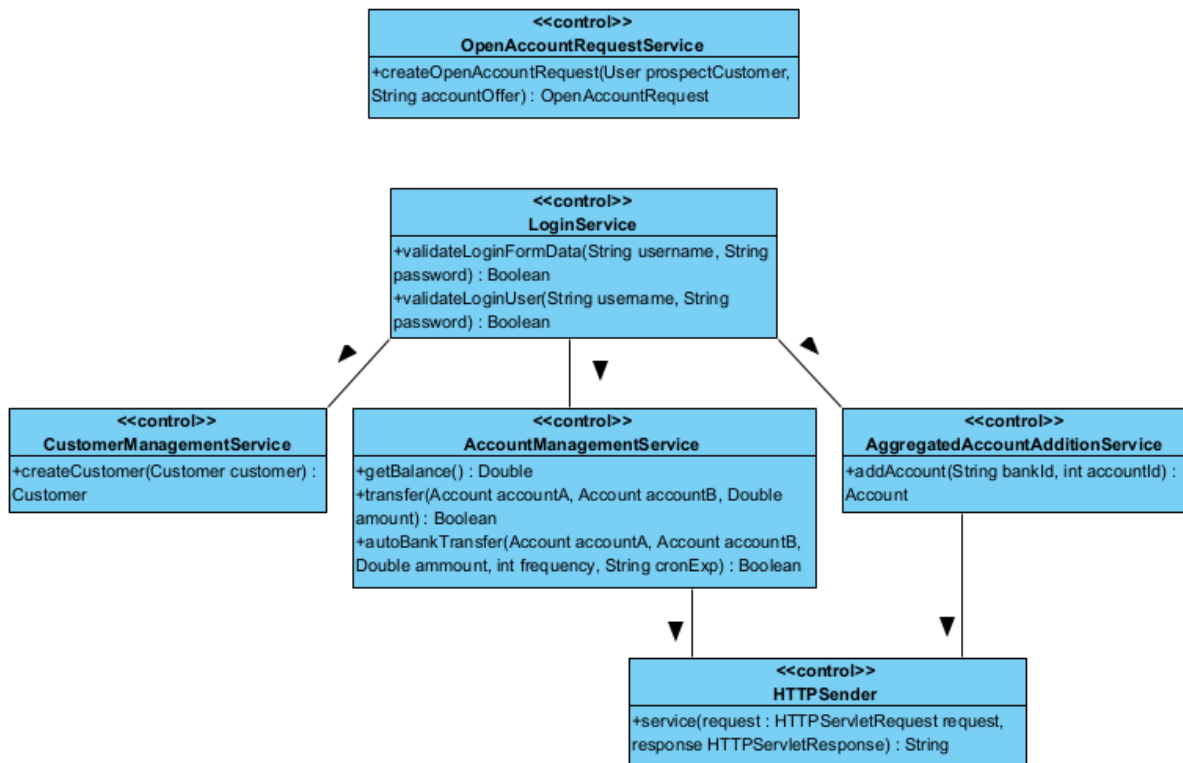 <<control>>
OpenAccountRequestService
+createOpenAccountRequest(User prospectCustomer,
String accountOffer) : OpenAccountRequest
<<control>>
LoginService
+validateLoginFormData(String username, String
password) : Boolean
+validateLoginUser(String username, String
password) : Boolean
<<control>>
CustomerManagementService
+createCustomer(Customer customer) :
Customer
<<control>>
AccountManagementService
+getBalance() : Double
+transfer(Account accountA, Account accountB, Double
amount) : Boolean
+autoBankTransfer(Account accountA, Account accountB,
Double ammount, int frequency, String cronExp) : Boolean
<<control>>
AggregatedAccountAdditionService
+addAccount(String bankId, int accountId) :
Account
<<control>>
HTTPSender
+service(request : HTTPServletRequest request,
response HTTPServletResponse) : String